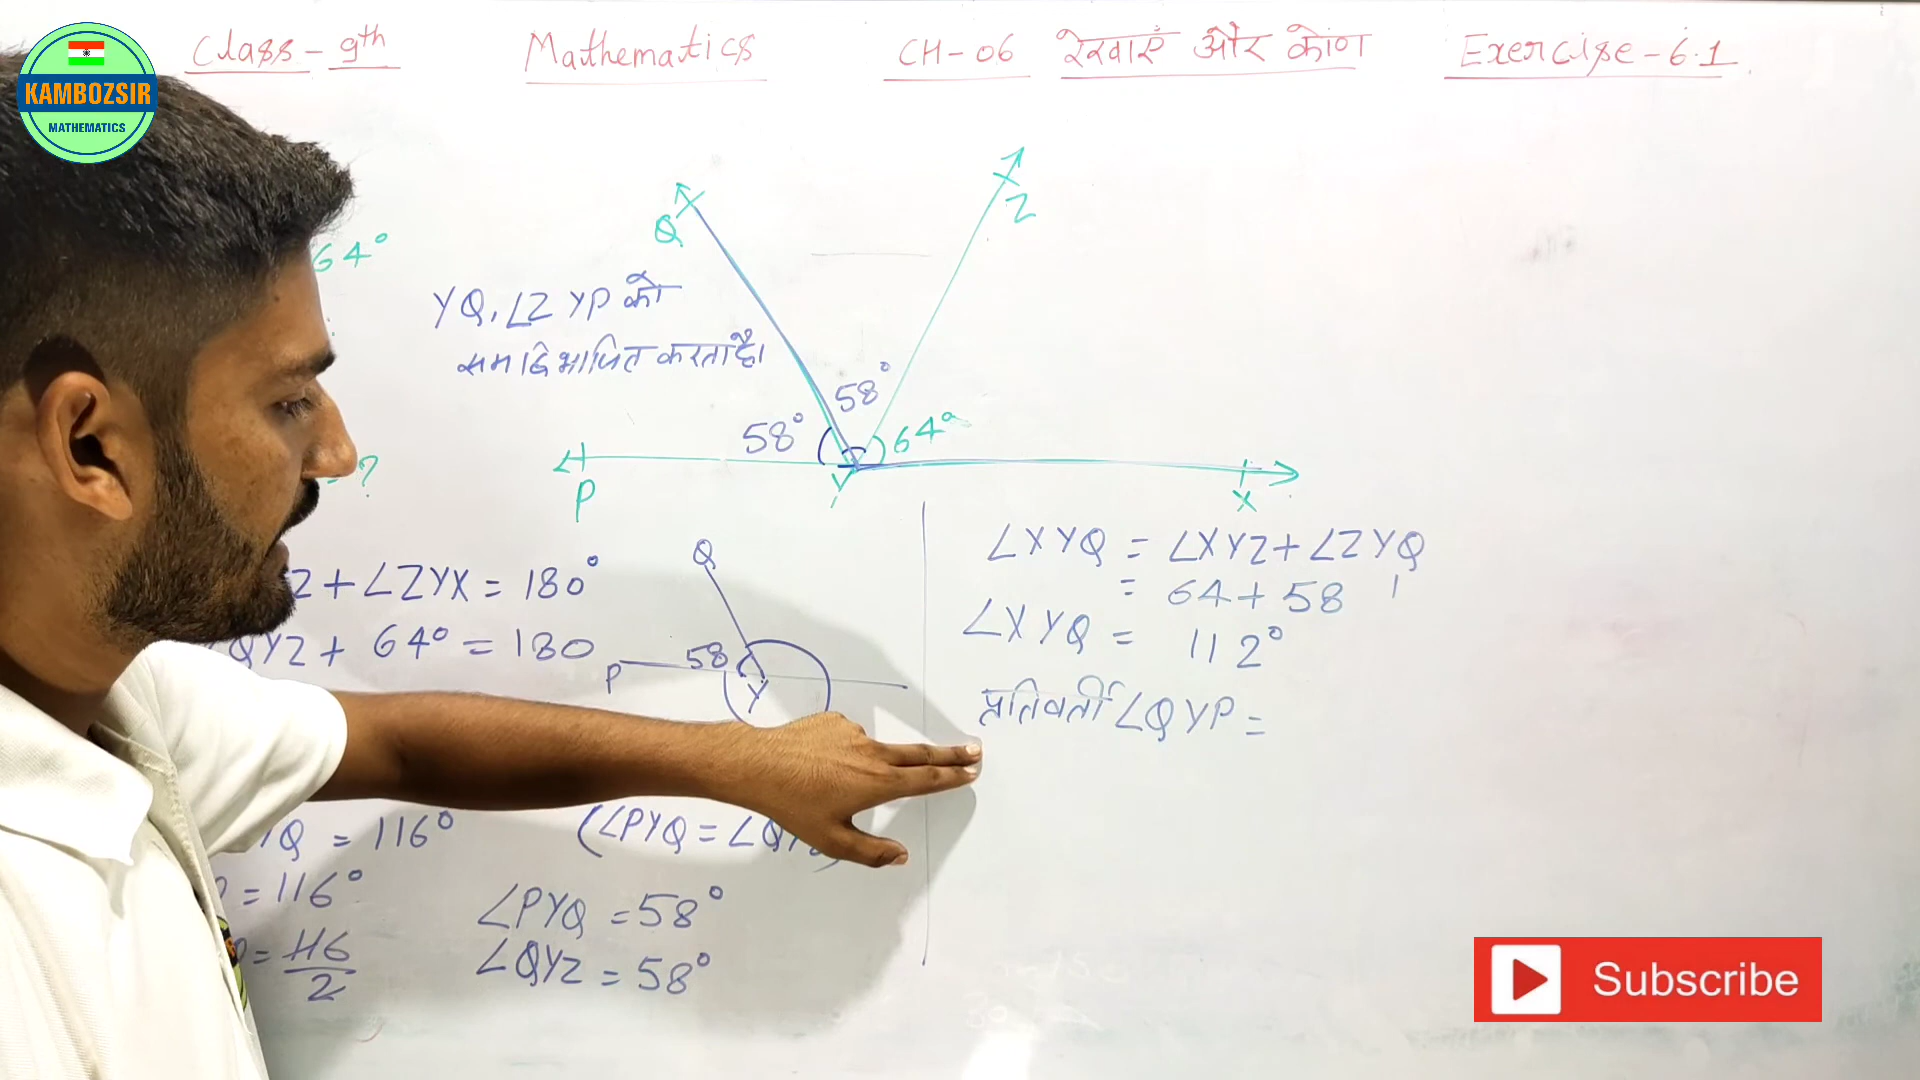 KAMBOZSIR
MATHEMATICS
Class - 9th Mathematics CH-06 रेखाएं और कोण Exercise - 6.1
64°
= ?
YQ, ∠ZYP को
समद्विभाजित करता है।
Q
Z
58°
58°
64°
P
Y
X
Z + ∠ZYX = 180°
QYZ + 64° = 180
Q
P
58
Y
YQ = 116°
= 116°
= 116/2
(∠PYQ = ∠QY
∠PYQ = 58°
∠QYZ = 58°
∠XYQ = ∠XYZ + ∠ZYQ
= 64 + 58
∠XYQ = 112°
प्रतिवर्ती ∠QYP =
Subscribe